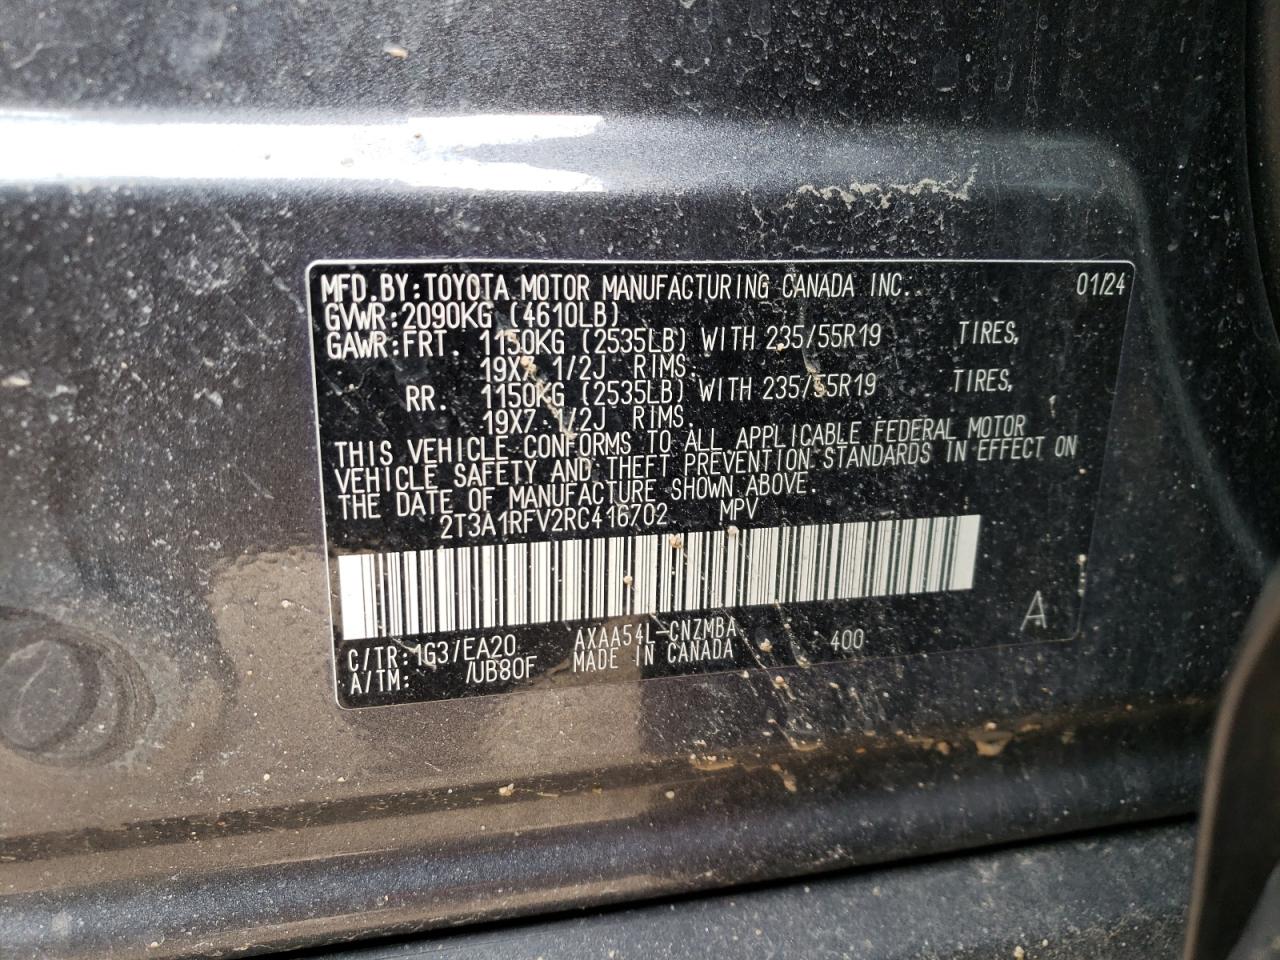 MFD.BY:TOYOTA MOTOR MANUFACTURING CANADA INC. 01/24
GVWR:2090KG (4610LB)
GAWR:FRT. 1150KG (2535LB) WITH 235/55R19 TIRES,
19X7 1/2J RIMS.
RR. 1150KG (2535LB) WITH 235/55R19 TIRES,
19X7 1/2J RIMS.
THIS VEHICLE CONFORMS TO ALL APPLICABLE FEDERAL MOTOR
VEHICLE SAFETY AND THEFT PREVENTION STANDARDS IN EFFECT ON
THE DATE OF MANUFACTURE SHOWN ABOVE.
2T3A1RFV2RC416702 MPV
C/TR:1G3/EA20 AXAA54L-CNZMBA 400 A
A/TM: /UB80F MADE IN CANADA